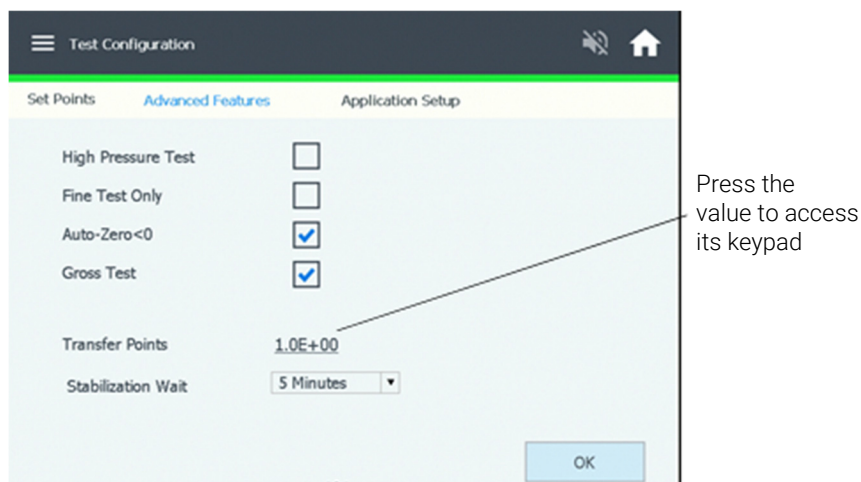 Test Configuration
Set Points Advanced Features Application Setup
High Pressure Test
Fine Test Only
Auto-Zero<0
Gross Test
Transfer Points 1.0E+00
Stabilization Wait 5 Minutes
OK
Press the
value to access
its keypad